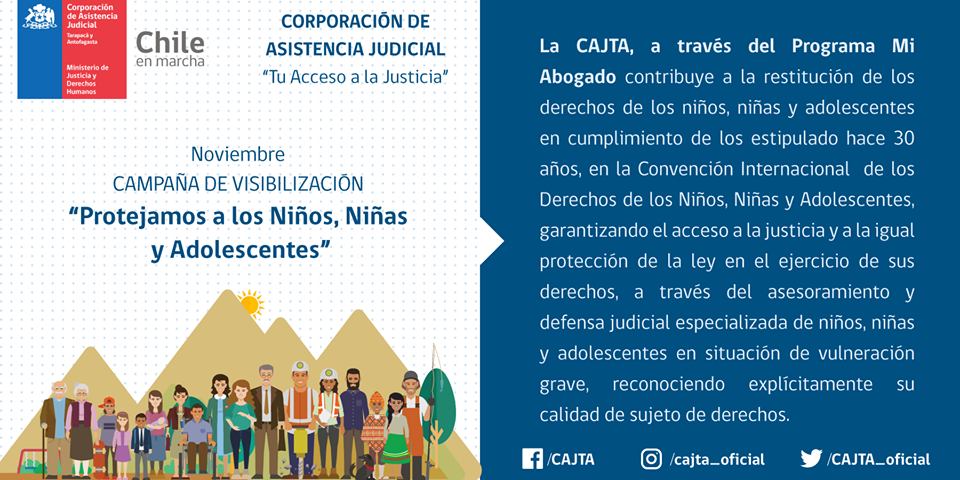 Corporación
de Asistencia
Judicial
Tarapacá y
Antofagasta
Ministerio de
Justicia y
Derechos
Humanos
Chile
en marcha
CORPORACIÓN DE
ASISTENCIA JUDICIAL
“Tu Acceso a la Justicia”
Noviembre
CAMPAÑA DE VISIBILIZACIÓN
“Protejamos a los Niños, Niñas
y Adolescentes”
La CAJTA, a través del Programa Mi
Abogado contribuye a la restitución de los
derechos de los niños, niñas y adolescentes
en cumplimiento de los estipulado hace 30
años, en la Convención Internacional de los
Derechos de los Niños, Niñas y Adolescentes,
garantizando el acceso a la justicia y a la igual
protección de la ley en el ejercicio de sus
derechos, a través del asesoramiento y
defensa judicial especializada de niños, niñas
y adolescentes en situación de vulneración
grave, reconociendo explícitamente su
calidad de sujeto de derechos.
/CAJTA
/cajta_oficial
/CAJTA_oficial